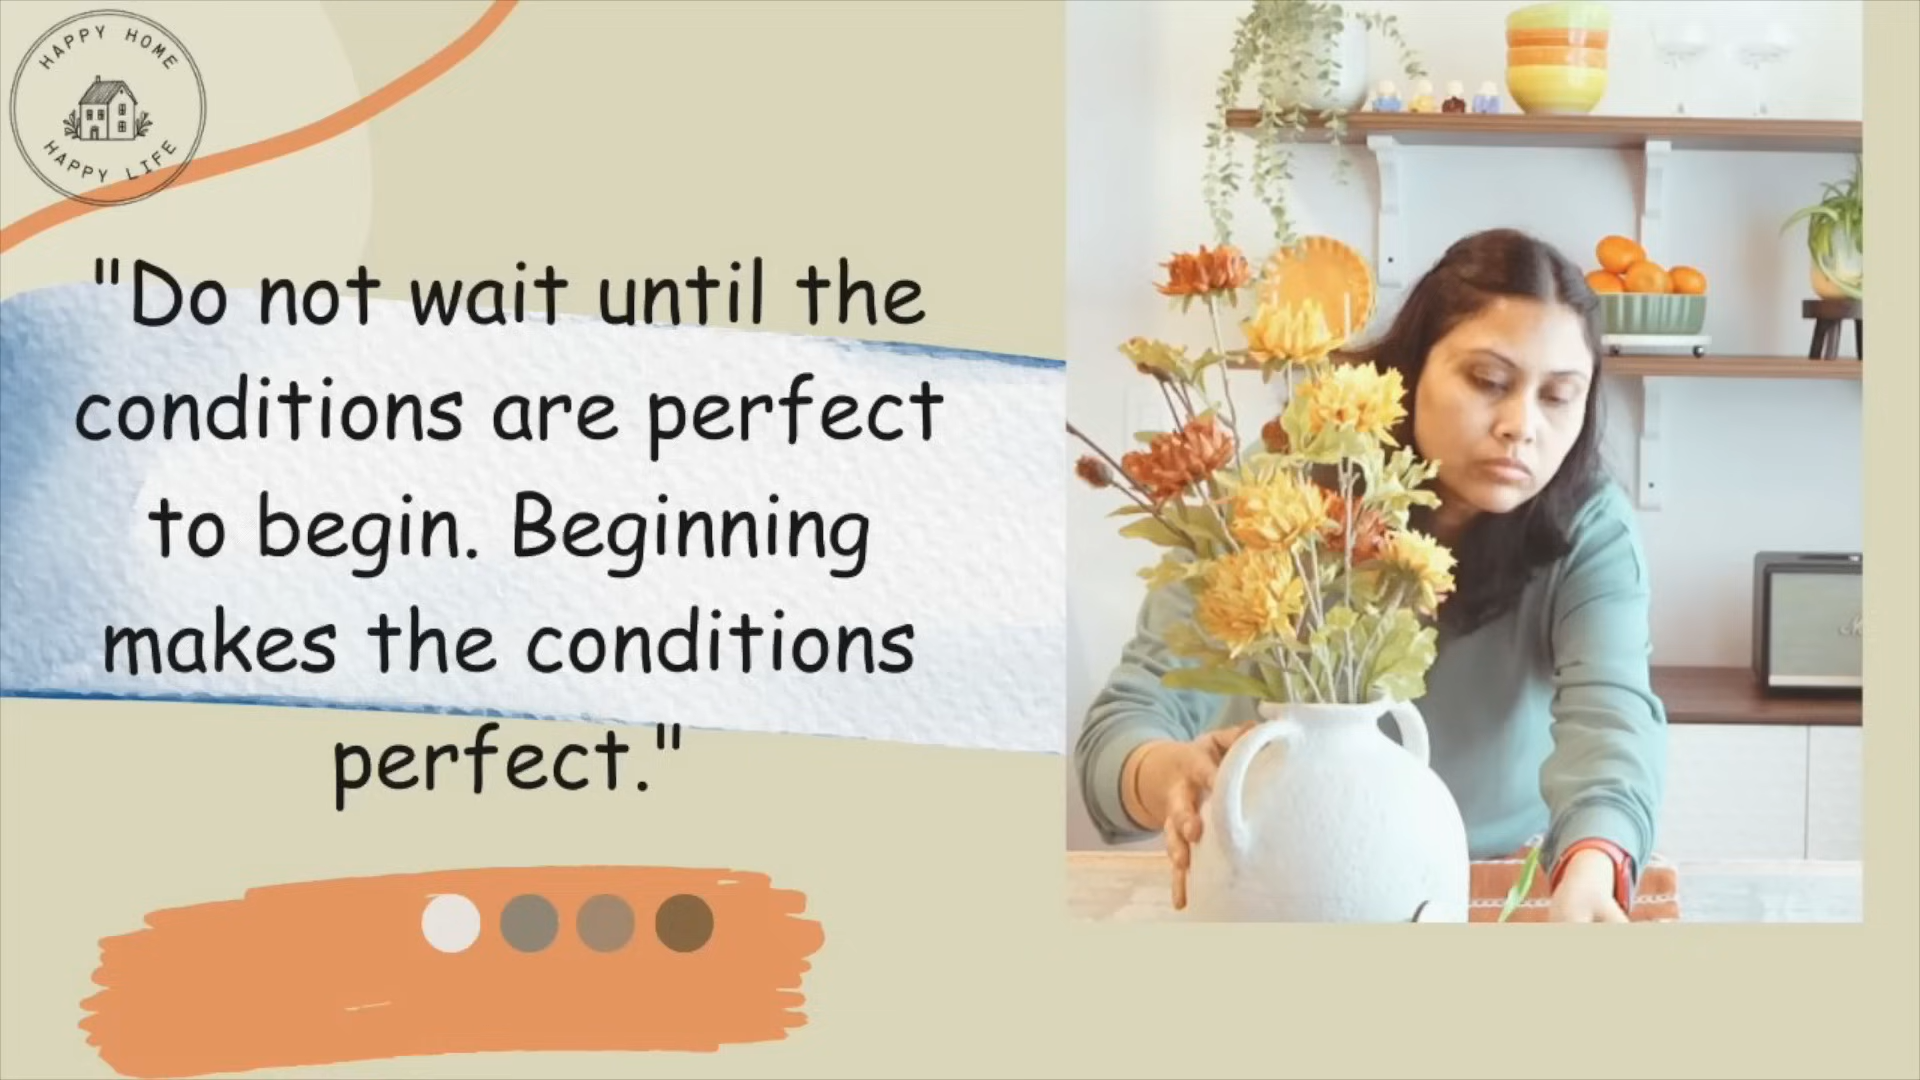 HAPPY HOME
HAPPY LIFE
"Do not wait until the
conditions are perfect
to begin. Beginning
makes the conditions
perfect."